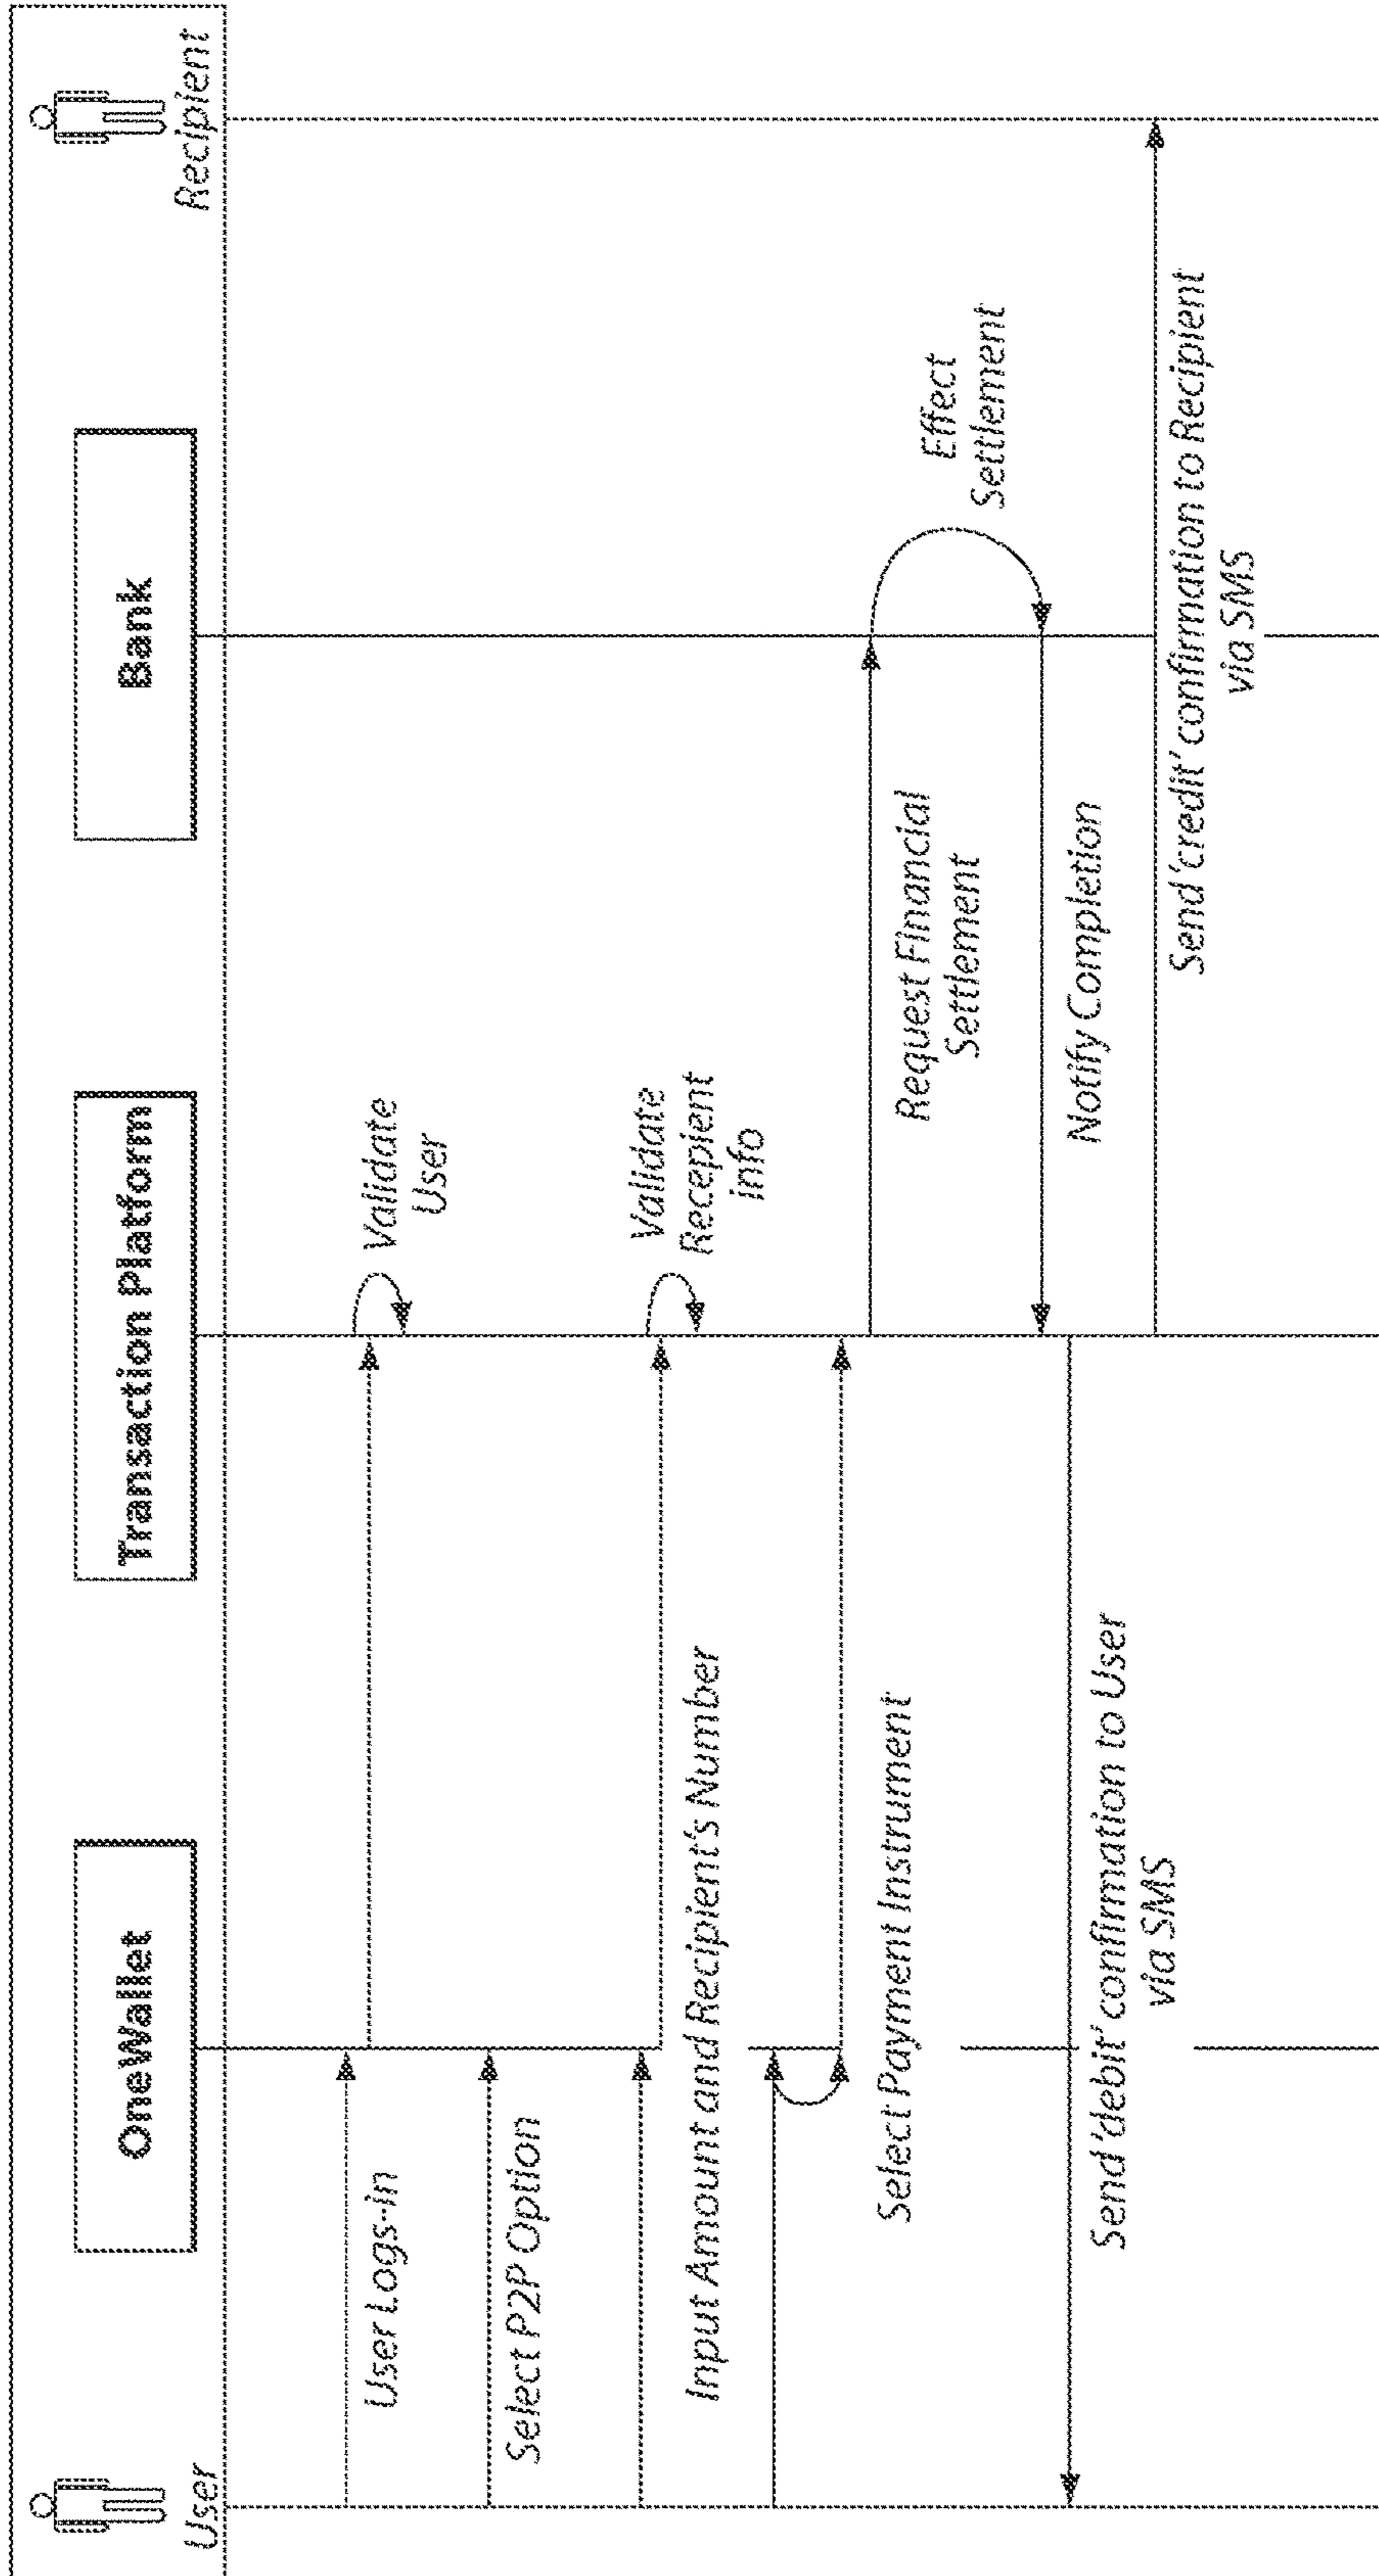 User
OneWallet
Transaction Platform
Bank
Recipient
User Logs-in
Validate
User
Select P2P Option
Input Amount and Recipient's Number
Validate
Recepient
info
Select Payment Instrument
Request Financial
Settlement
Effect
Settlement
Notify Completion
Send 'debit' confirmation to User
via SMS
Send 'credit' confirmation to Recipient
via SMS